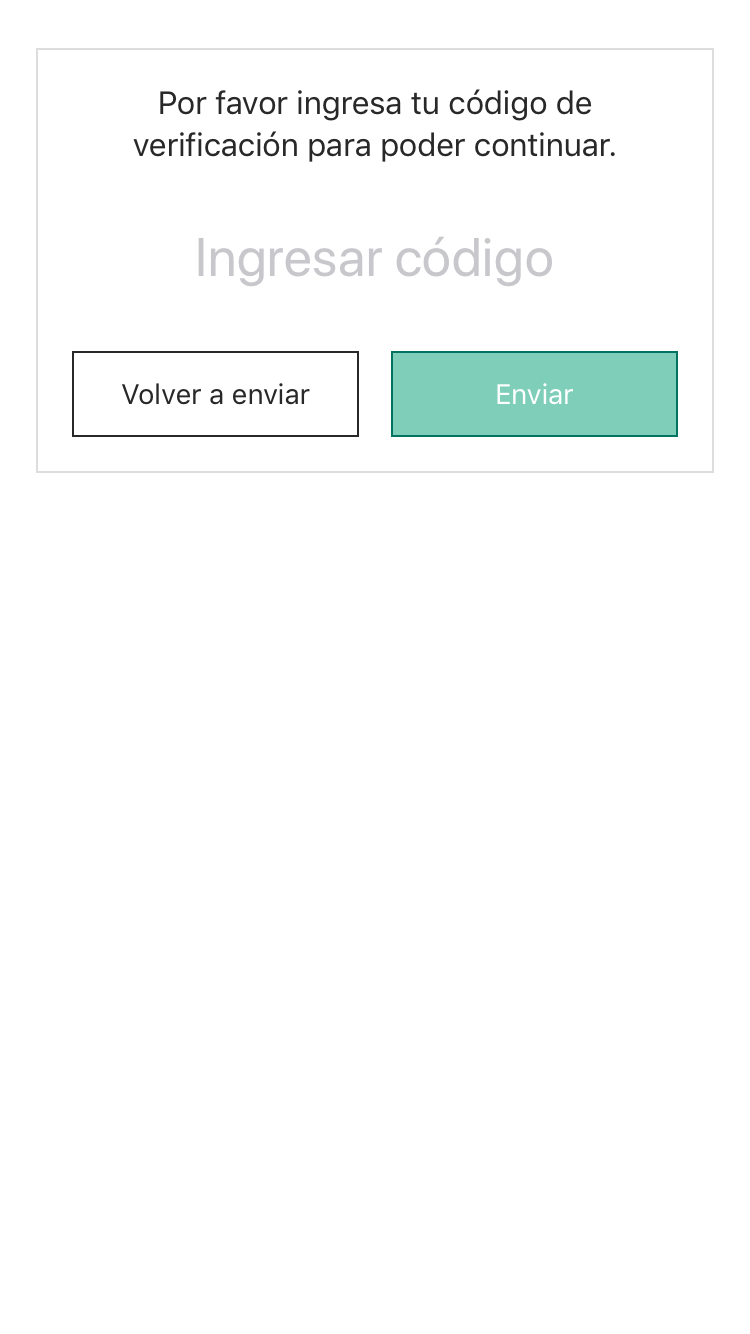 Por favor ingresa tu código de
verificación para poder continuar.
Ingresar código
Volver a enviar
Enviar